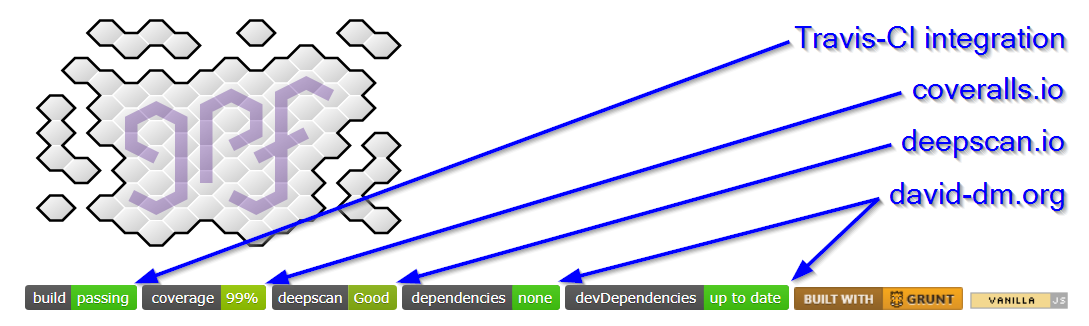 gpf
Travis-CI integration
coveralls.io
deepscan.io
david-dm.org
build passing coverage 99% deepscan Good dependencies none devDependencies up to date BUILT WITH GRUNT VANILLA JS